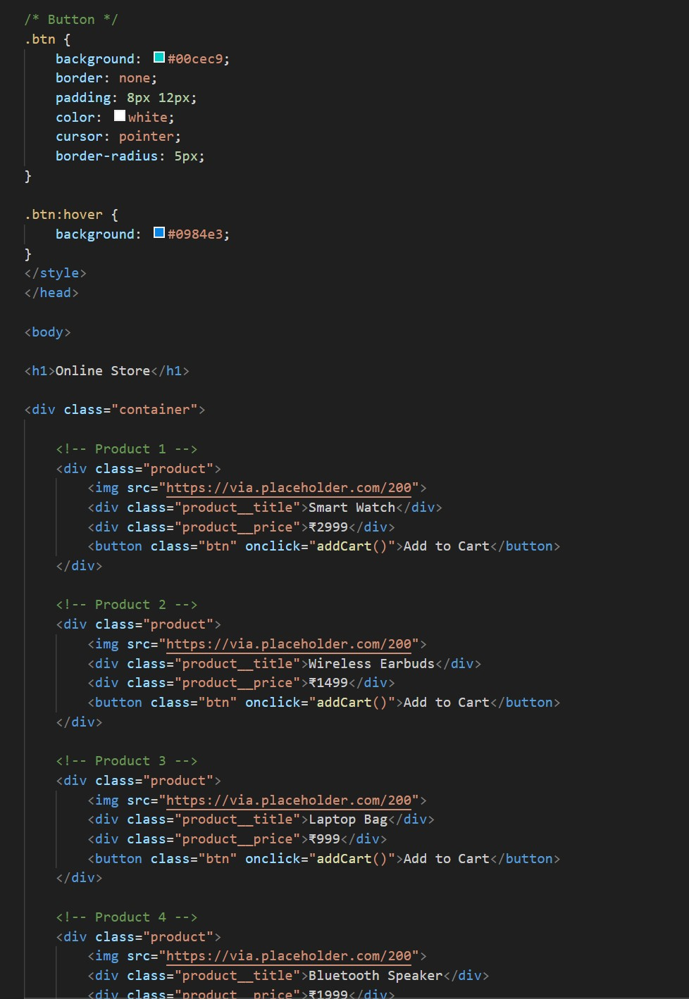 /* Button */
.btn {
    background: #00cec9;
    border: none;
    padding: 8px 12px;
    color: white;
    cursor: pointer;
    border-radius: 5px;
}

.btn:hover {
    background: #0984e3;
}
</style>
</head>

<body>

<h1>Online Store</h1>

<div class="container">

    <!-- Product 1 -->
    <div class="product">
        <img src="https://via.placeholder.com/200">
        <div class="product__title">Smart Watch</div>
        <div class="product__price">₹2999</div>
        <button class="btn" onclick="addCart()">Add to Cart</button>
    </div>

    <!-- Product 2 -->
    <div class="product">
        <img src="https://via.placeholder.com/200">
        <div class="product__title">Wireless Earbuds</div>
        <div class="product__price">₹1499</div>
        <button class="btn" onclick="addCart()">Add to Cart</button>
    </div>

    <!-- Product 3 -->
    <div class="product">
        <img src="https://via.placeholder.com/200">
        <div class="product__title">Laptop Bag</div>
        <div class="product__price">₹999</div>
        <button class="btn" onclick="addCart()">Add to Cart</button>
    </div>

    <!-- Product 4 -->
    <div class="product">
        <img src="https://via.placeholder.com/200">
        <div class="product__title">Bluetooth Speaker</div>
        <div class="product__price">₹1999</div>